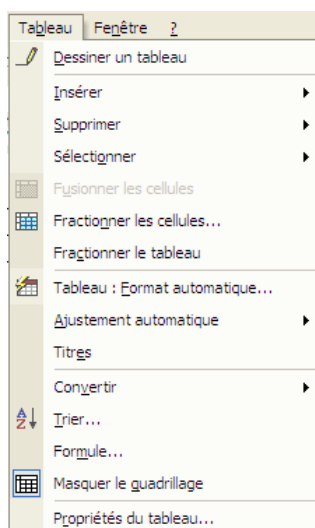 Tableau Fenêtre ?
Dessiner un tableau
Insérer
Supprimer
Sélectionner
Fusionner les cellules
Fractionner les cellules...
Fractionner le tableau
Tableau : Format automatique...
Ajustement automatique
Titres
Convertir
Trier...
Formule...
Masquer le quadrillage
Propriétés du tableau...